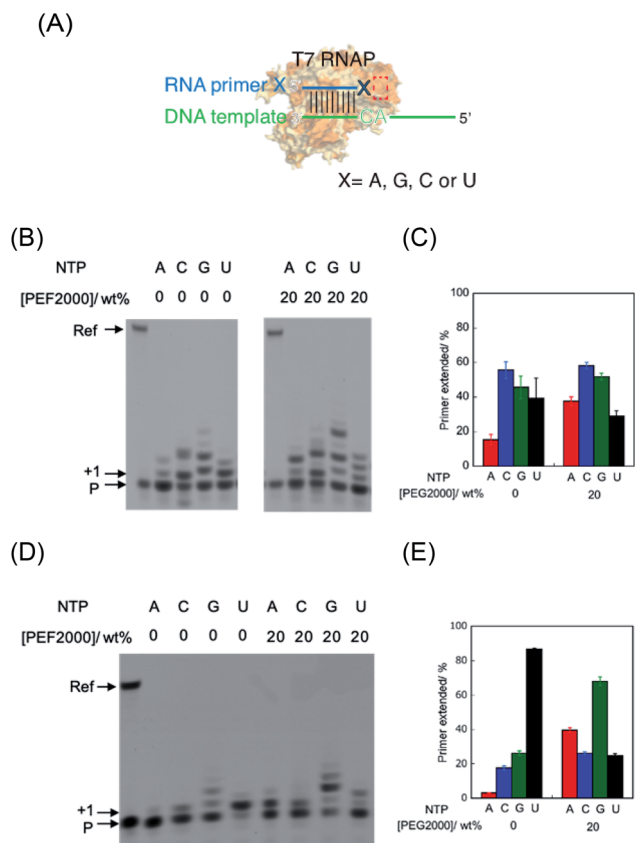 (A)
T7 RNAP
RNA primer X 5'
X
DNA template 3'
CA
5'
X= A, G, C or U
(B)
NTP A C G U A C G U
[PEF2000]/ wt% 0 0 0 0 20 20 20 20
Ref
+1
P
(C)
Primer extended/ %
100
80
60
40
20
0
NTP A C G U A C G U
[PEG2000]/ wt% 0 20
(D)
NTP A C G U A C G U
[PEF2000]/ wt% 0 0 0 0 20 20 20 20
Ref
+1
P
(E)
Primer extended/ %
100
80
60
40
20
0
NTP A C G U A C G U
[PEG2000]/ wt% 0 20